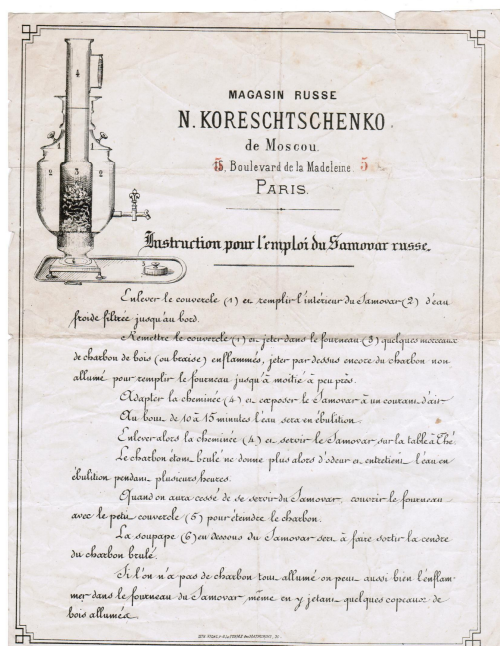 MAGASIN RUSSE
N. KORESCHTSCHENKO.
de Moscou.
5, Boulevard de la Madeleine 5
PARIS.
Instruction pour l'emploi du Samovar russe.
Enlever le couvercle (1) et remplir l'intérieur du Samovar (2) d'eau
froide filtrée jusqu'au bord.
Remettre le couvercle (1) et jeter dans le fourneau (3) quelques morceaux
de charbon de bois (ou braise) enflammés, jeter par dessus encore du charbon non
allumé pour remplir le fourneau jusqu'à moitié à peu près.
Adapter la cheminée (4) et exposer le Samovar à un courant d'air.
Au bout de 10 à 15 minutes l'eau sera en ébulition.
Enlever alors la cheminée (4) et servir le Samovar sur la table à Thé.
Le charbon étant brulé ne donne plus alors d'odeur et entretient l'eau en
ébulition pendant plusieurs heures.
Quand on aura cessé de se servir du Samovar, couvrir le fourneau
avec le petit couvercle (5) pour éteindre le charbon.
La soupape (6) en dessous du Samovar sert à faire sortir la cendre
du charbon brulé.
Si l'on n'a pas de charbon tout allumé on peut aussi bien l'enflam-
mer dans le fourneau du Samovar même en y jetant quelques copeaux de
bois allumés.